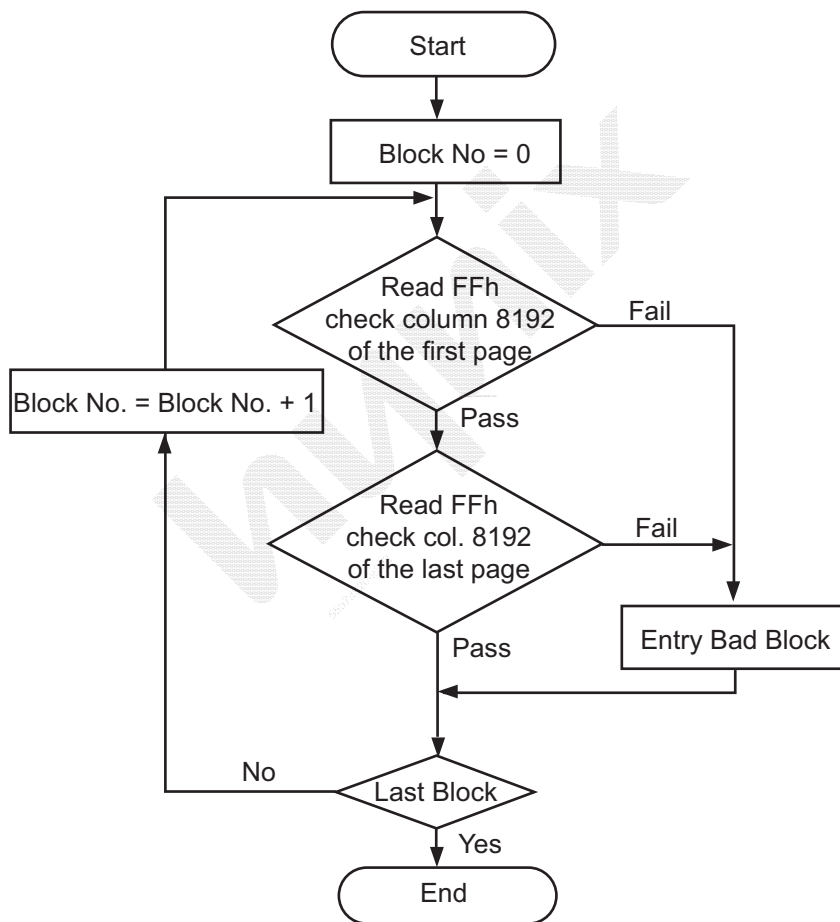 Start
Block No = 0
Read FFh
check column 8192
of the first page
Fail
Block No. = Block No. + 1
Pass
Read FFh
check col. 8192
of the last page
Fail
Pass
Entry Bad Block
No
Last Block
Yes
End
hynix